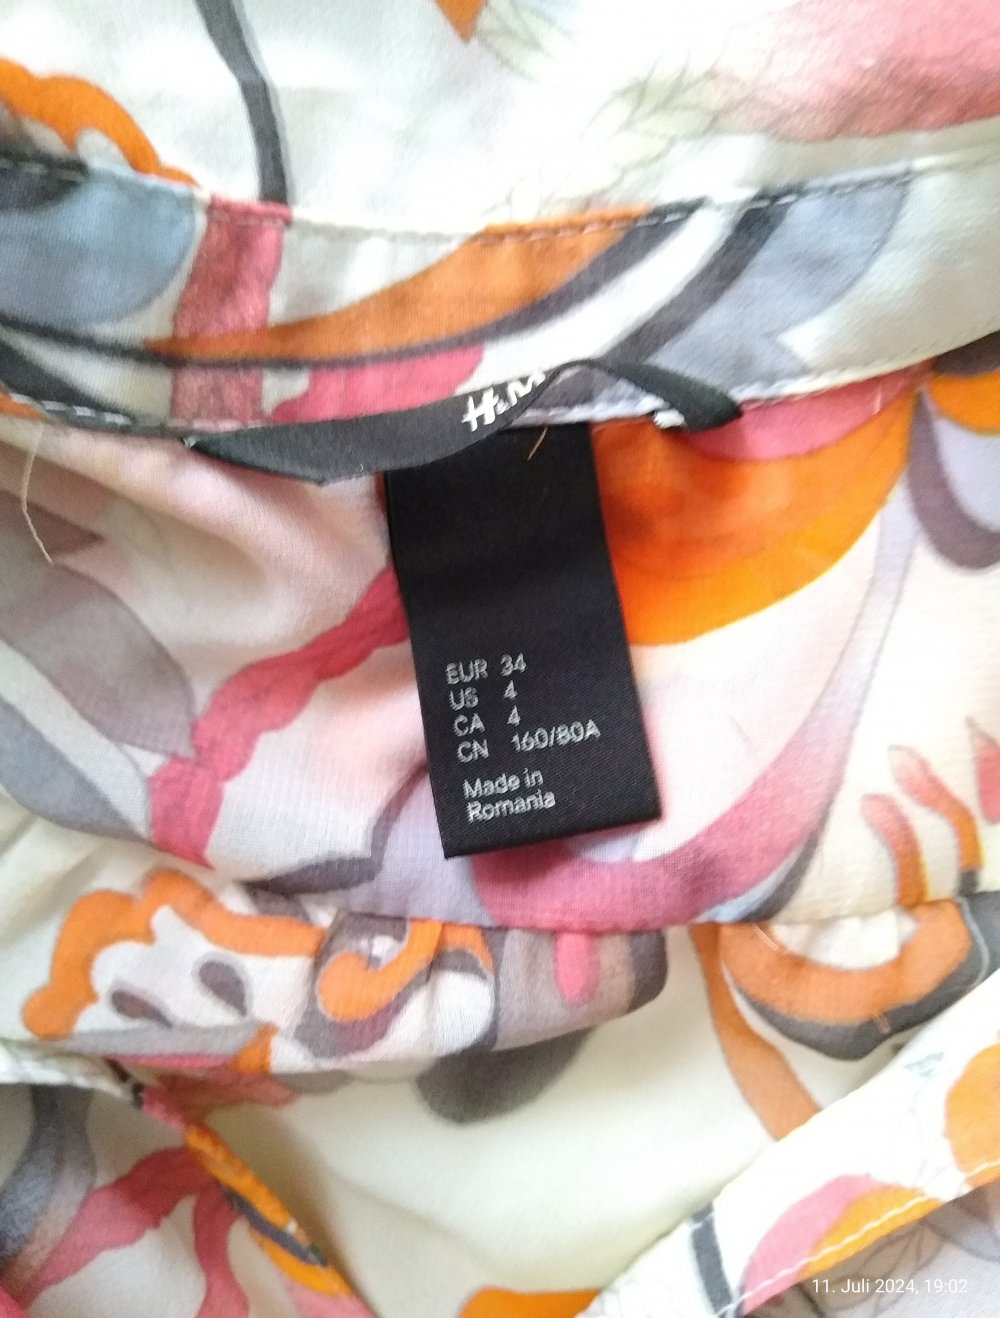 H&M
EUR 34
US 4
CA 4
CN 160/80A
Made in
Romania
11. Juli 2024, 19:02